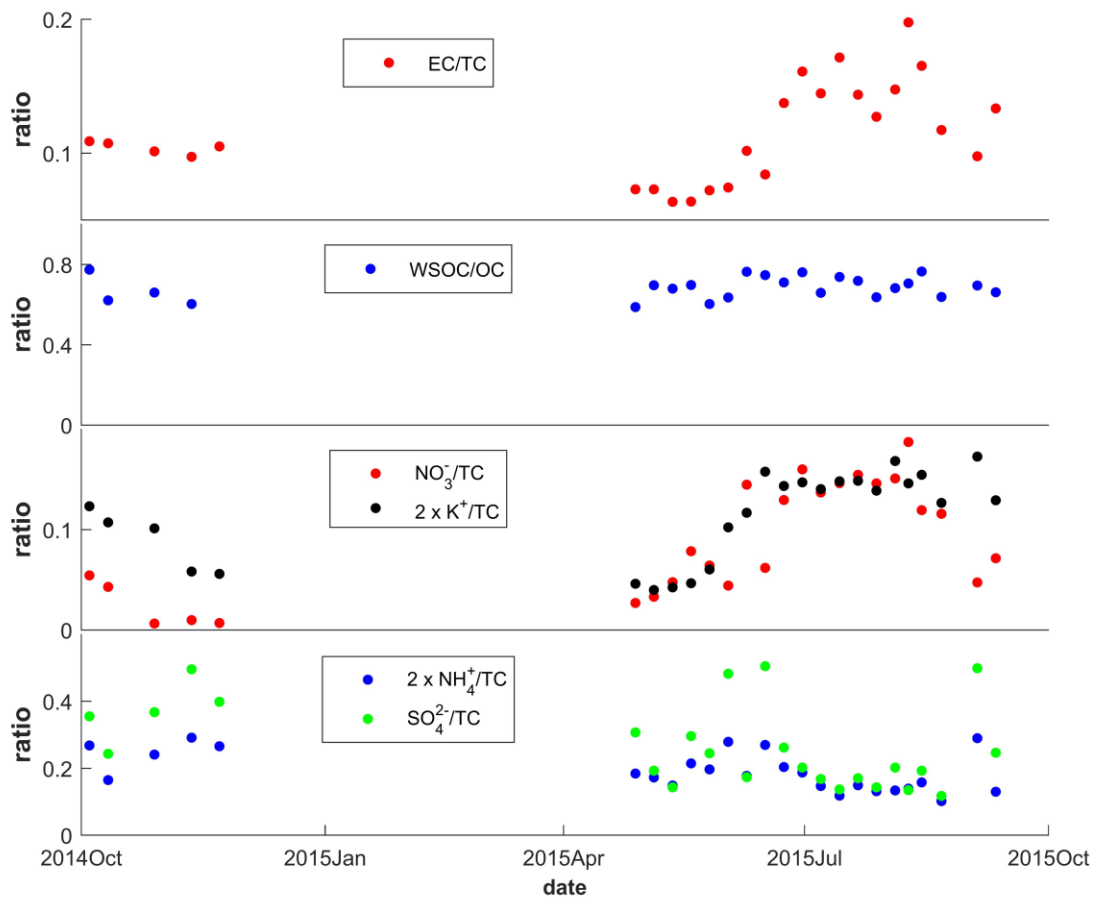 0.2
0.1
ratio
EC/TC
0.8
0.4
0
ratio
WSOC/OC
0.1
0
ratio
NO₃⁻/TC
2 x K⁺/TC
0.4
0.2
0
ratio
2 x NH₄⁺/TC
SO₄²⁻/TC
2014Oct 2015Jan 2015Apr 2015Jul 2015Oct
date